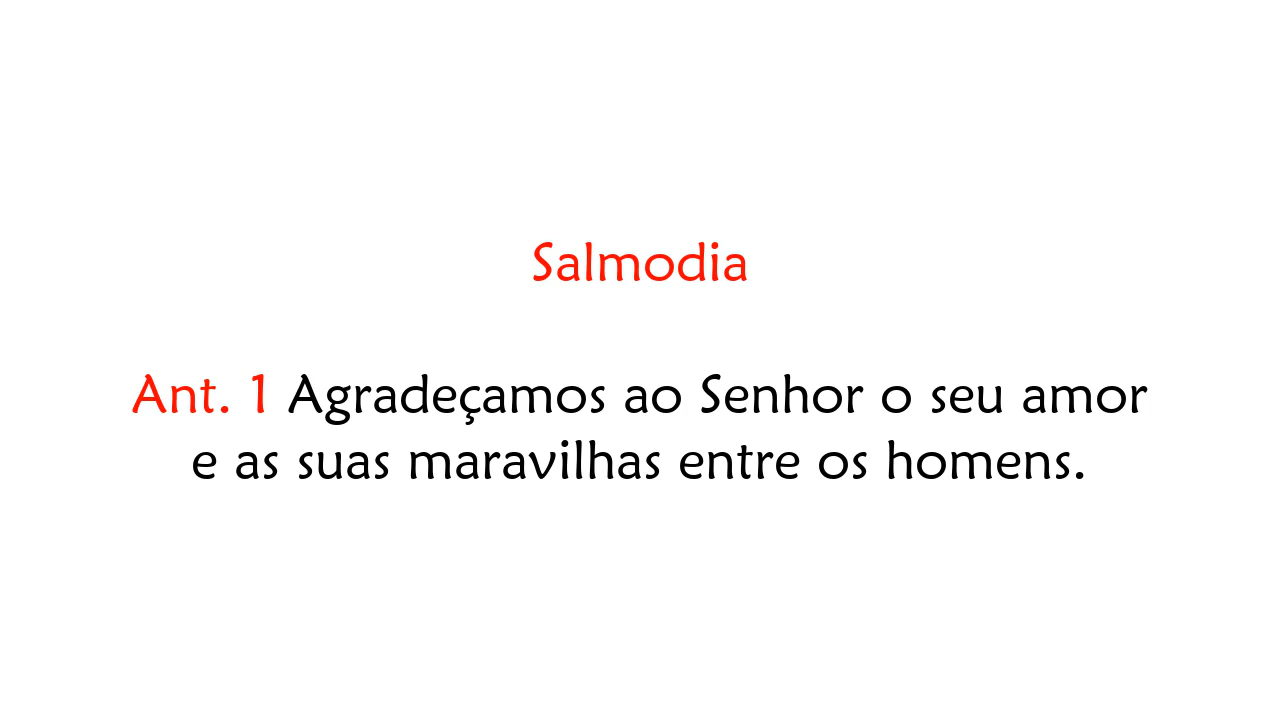 Salmodia
Ant. 1 Agradeçamos ao Senhor o seu amor
e as suas maravilhas entre os homens.